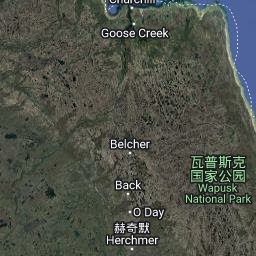 Churchill
Goose Creek
Belcher
瓦普斯克
国家公园
Wapusk
National Park
Back
O Day
赫奇默
Herchmer